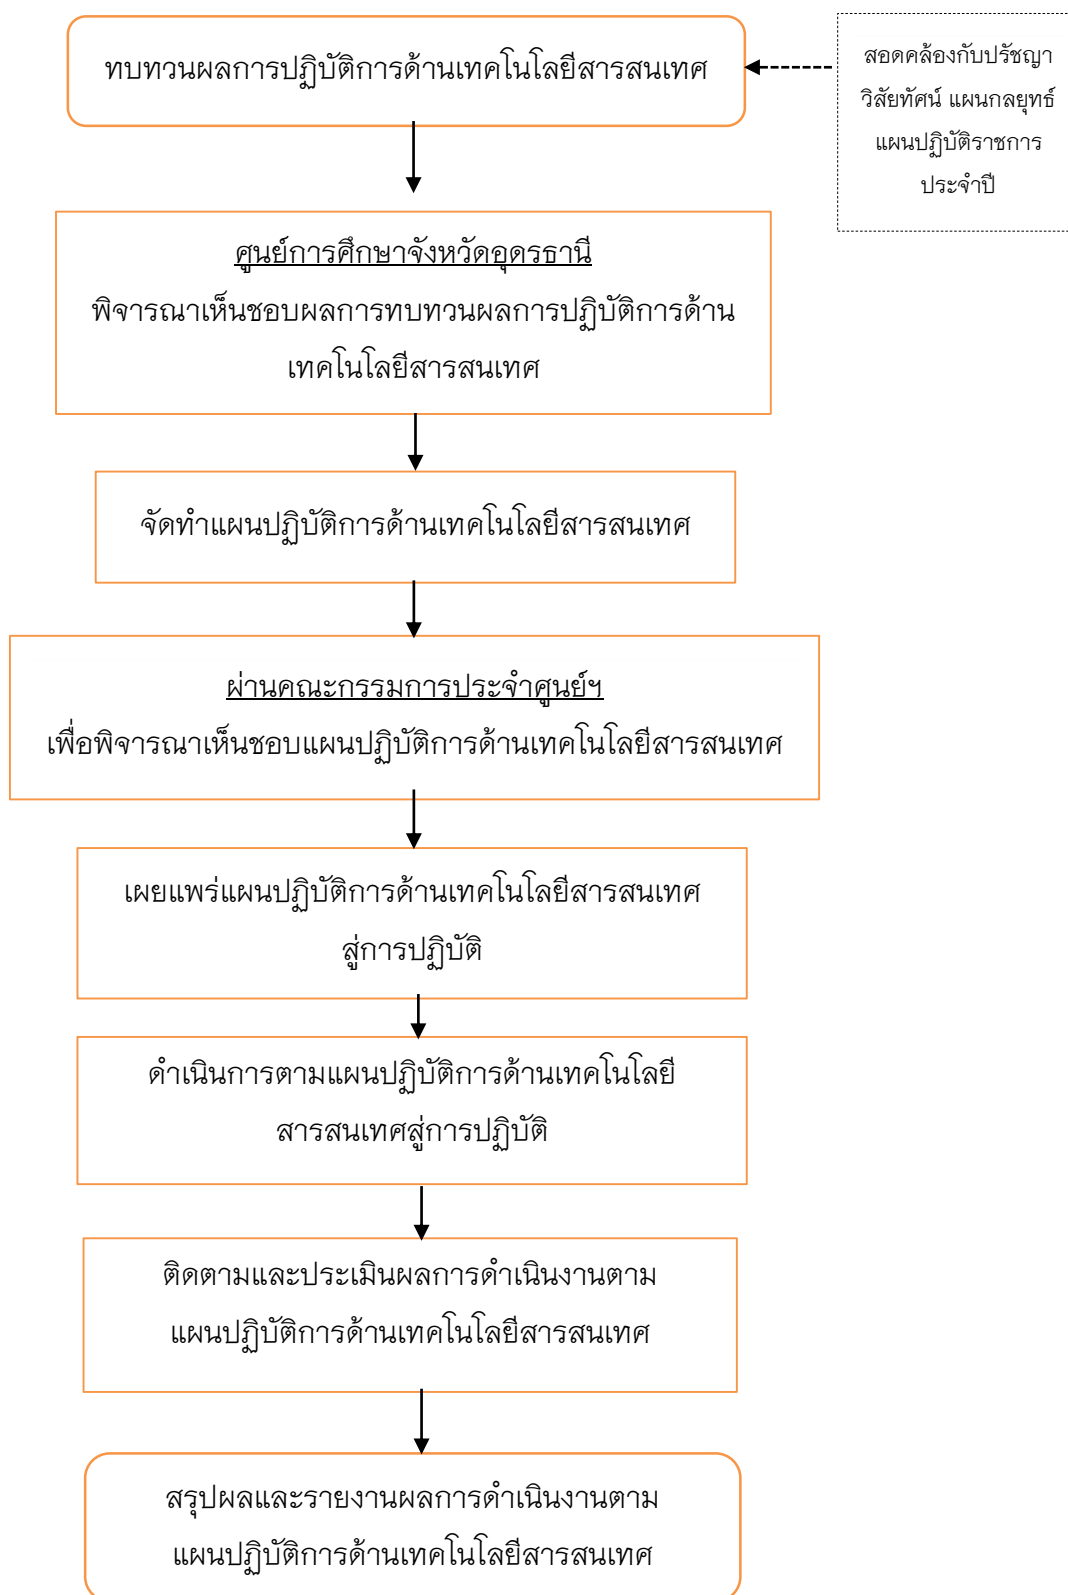 ทบทวนผลการปฏิบัติการด้านเทคโนโลยีสารสนเทศ
สอดคล้องกับปรัชญา
วิสัยทัศน์ แผนกลยุทธ์
แผนปฏิบัติราชการ
ประจำปี
ศูนย์การศึกษาจังหวัดอุดรธานี
พิจารณาเห็นชอบผลการทบทวนผลการปฏิบัติการด้าน
เทคโนโลยีสารสนเทศ
จัดทำแผนปฏิบัติการด้านเทคโนโลยีสารสนเทศ
ผ่านคณะกรรมการประจำศูนย์ฯ
เพื่อพิจารณาเห็นชอบแผนปฏิบัติการด้านเทคโนโลยีสารสนเทศ
เผยแพร่แผนปฏิบัติการด้านเทคโนโลยีสารสนเทศ
สู่การปฏิบัติ
ดำเนินการตามแผนปฏิบัติการด้านเทคโนโลยี
สารสนเทศสู่การปฏิบัติ
ติดตามและประเมินผลการดำเนินงานตาม
แผนปฏิบัติการด้านเทคโนโลยีสารสนเทศ
สรุปผลและรายงานผลการดำเนินงานตาม
แผนปฏิบัติการด้านเทคโนโลยีสารสนเทศ